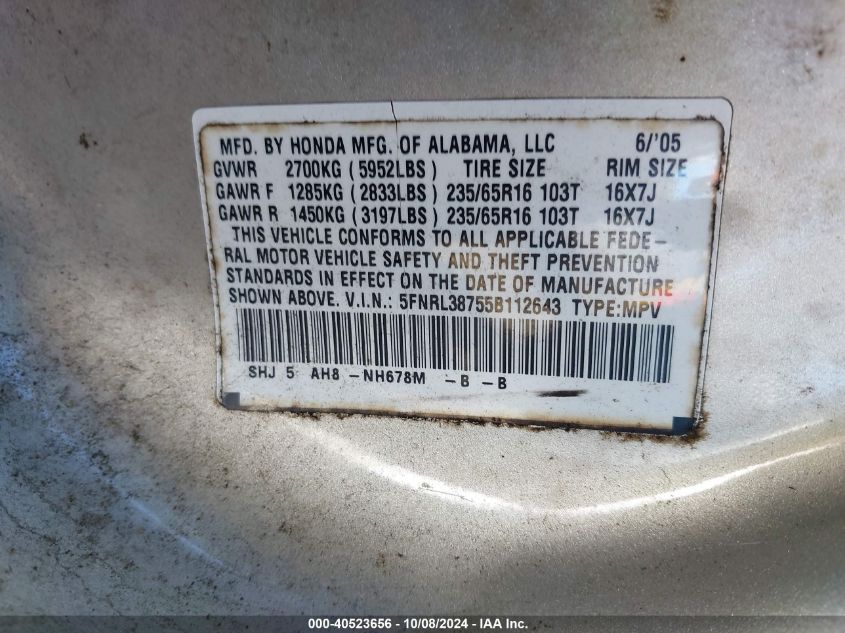 MFD. BY HONDA MFG. OF ALABAMA, LLC 6/'05
GVWR 2700KG (5952LBS) TIRE SIZE RIM SIZE
GAWR F 1285KG (2833LBS) 235/65R16 103T 16X7J
GAWR R 1450KG (3197LBS) 235/65R16 103T 16X7J
THIS VEHICLE CONFORMS TO ALL APPLICABLE FEDE-
RAL MOTOR VEHICLE SAFETY AND THEFT PREVENTION
STANDARDS IN EFFECT ON THE DATE OF MANUFACTURE
SHOWN ABOVE. V.I.N.: 5FNRL38755B112643 TYPE:MPV
SHJ 5 AH8 -NH678M -B -B
000-40523656 - 10/08/2024 - IAA Inc.